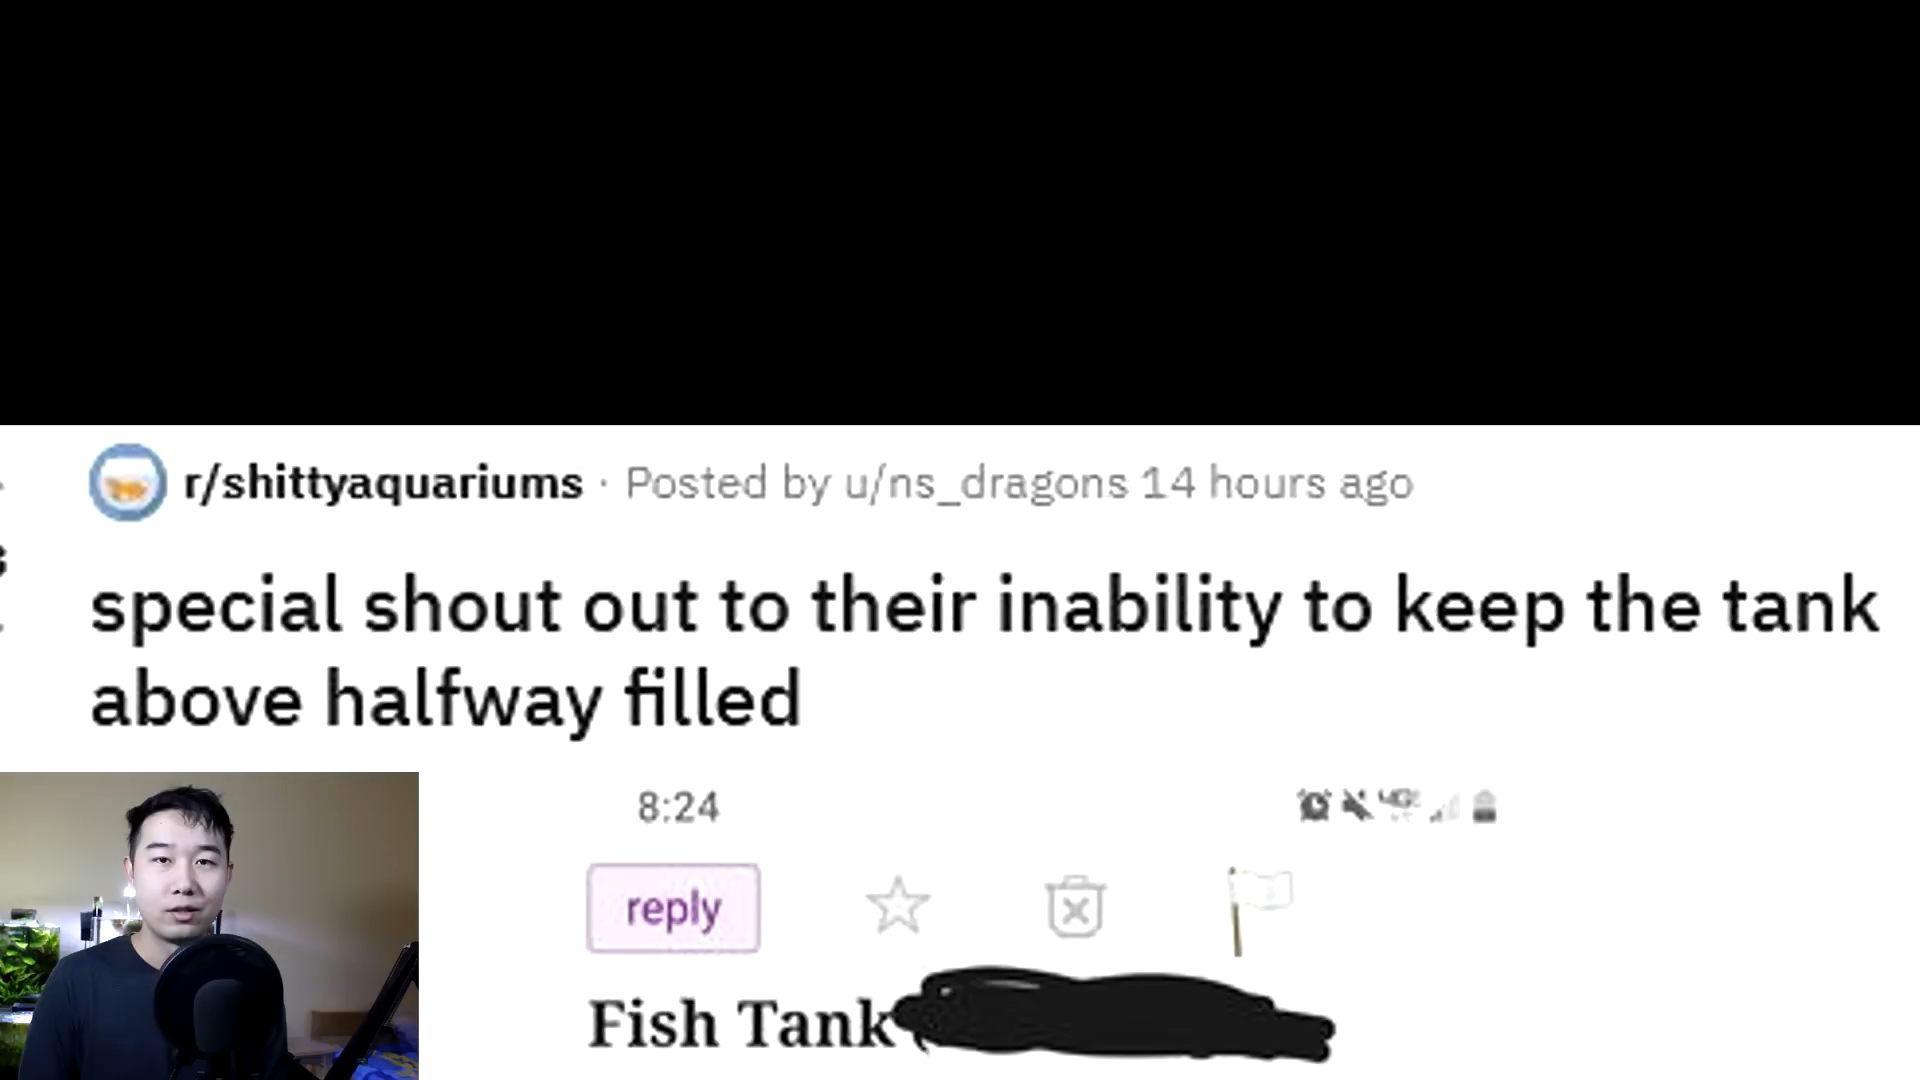 r/shittyaquariums · Posted by u/ns_dragons 14 hours ago
special shout out to their inability to keep the tank
above halfway filled
8:24
reply
Fish Tank (